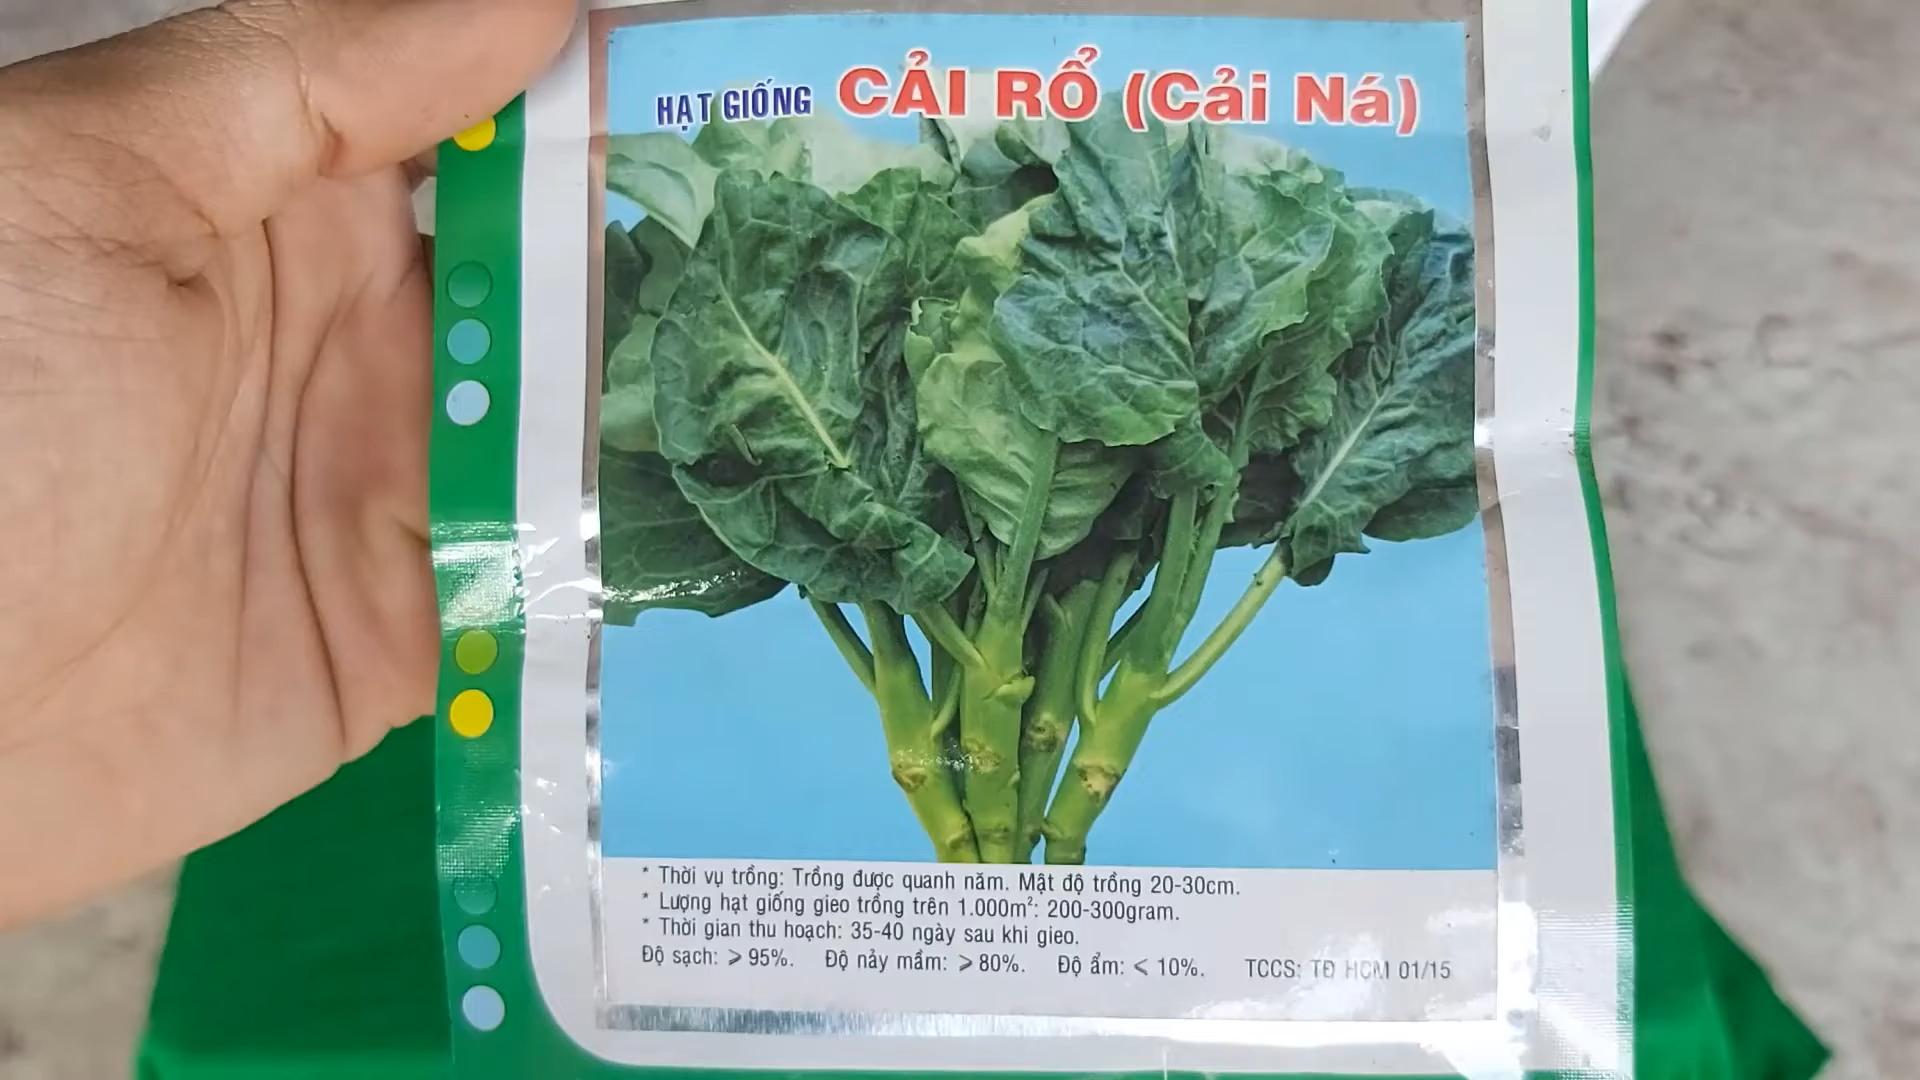 HẠT GIỐNG CẢI RỔ (Cải Ná)
* Thời vụ trồng: Trồng được quanh năm. Mật độ trồng 20-30cm.
* Lượng hạt giống gieo trồng trên 1.000m²: 200-300gram.
* Thời gian thu hoạch: 35-40 ngày sau khi gieo.
Độ sạch: ⩾ 95%. Độ nảy mầm: ⩾ 80%. Độ ẩm: ⩽ 10%. TCCS: TĐ HCM 01/15